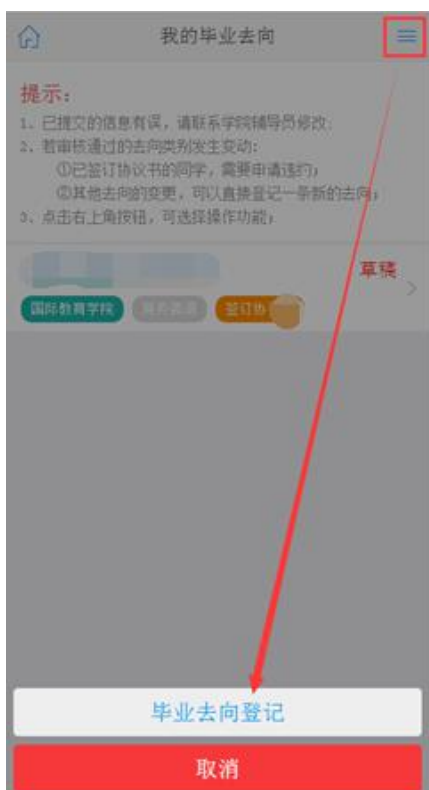 我的毕业去向
提示：
1、已提交的信息有误，请联系学院辅导员修改；
2、若审核通过的去向类别发生变动：
①已签订协议书的同学，需要申请违约；
②其他去向的变更，可以直接登记一条新的去向；
3、点击右上角按钮，可选择操作功能；
草稿
国际教育学院
签订协
毕业去向登记
取消